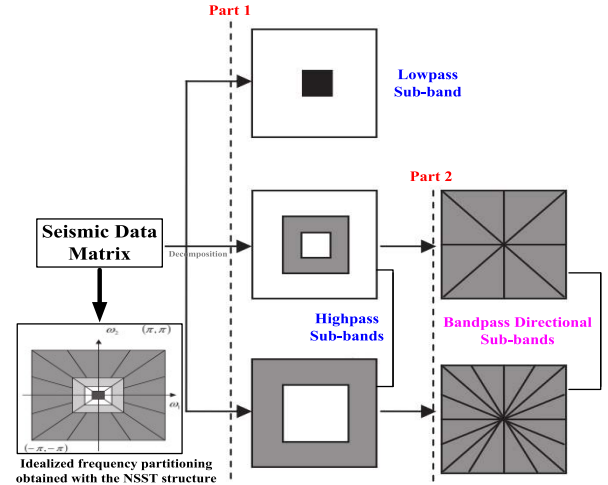 Part 1
Lowpass
Sub-band
Part 2
Seismic Data
Matrix
Decomposition
Highpass
Sub-bands
Bandpass Directional
Sub-bands
ω₂
(π, π)
ω₁
(−π, −π)
Idealized frequency partitioning
obtained with the NSST structure